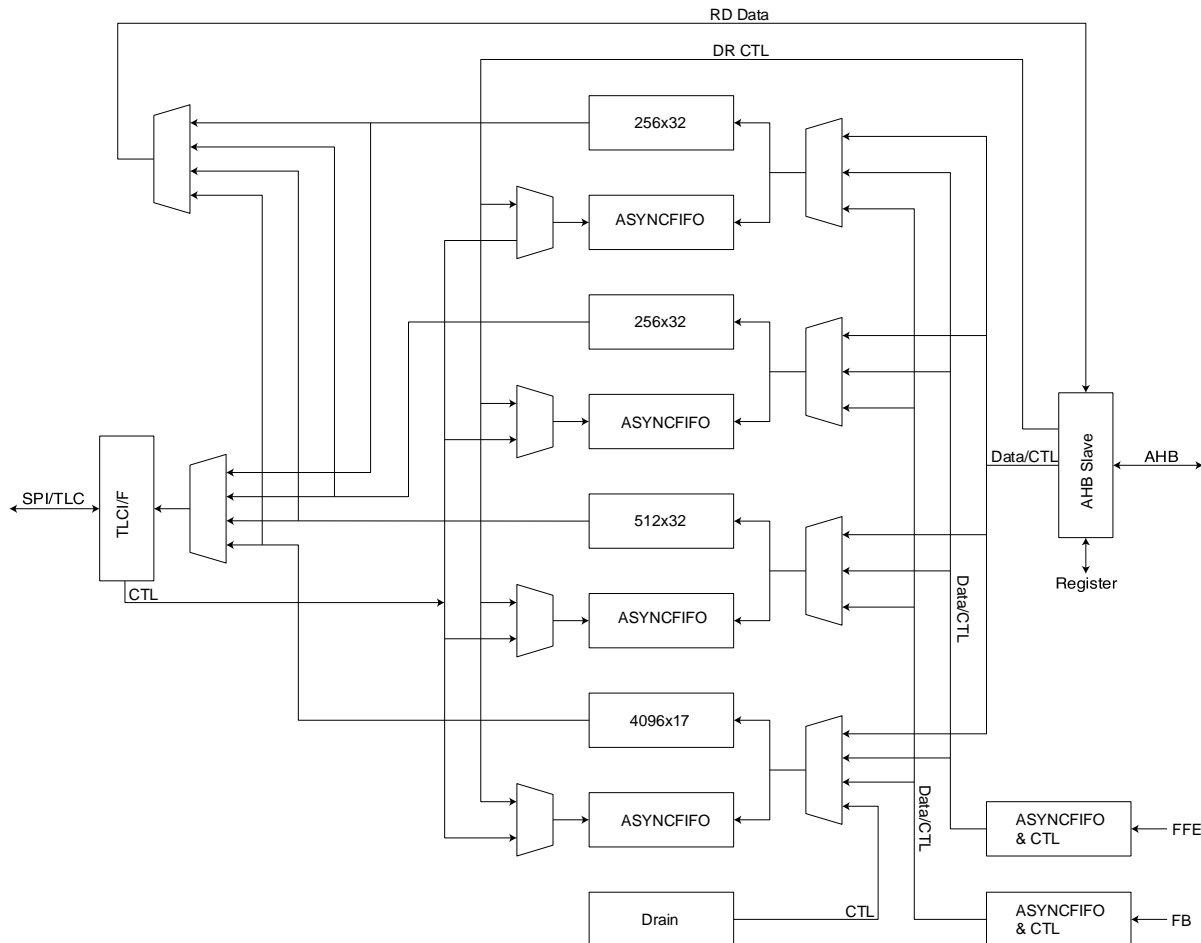 RD Data
DR CTL
256x32
ASYNCFIFO
256x32
ASYNCFIFO
AHB Slave
Data/CTL
AHB
SPI/TLC
TLCI/F
512x32
Register
CTL
Data/CTL
ASYNCFIFO
4096x17
Data/CTL
ASYNCFIFO
ASYNCFIFO
& CTL
FFE
Drain
CTL
ASYNCFIFO
& CTL
FB